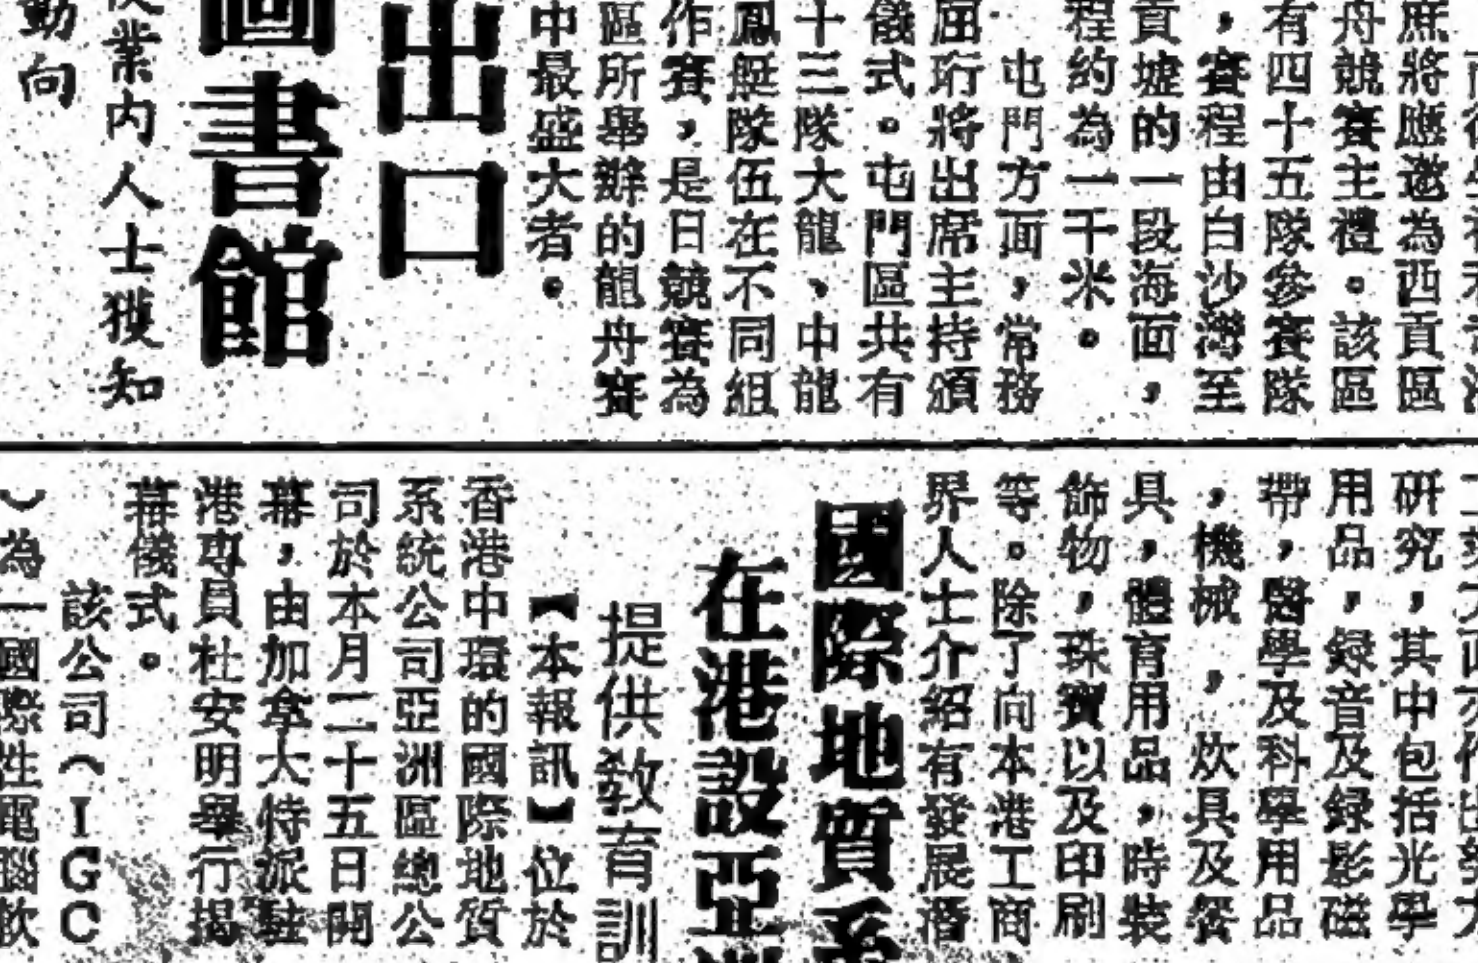 庶將應邀為西貢區
舟競賽主禮。該區
有四十五隊參賽隊
，賽程由白沙灣至
貢墟的一段海面，
程約為一千米。
屯門方面，常務
屈珩將出席主持頒
儀式。屯門區共有
十三隊大龍、中龍
鳳艇隊伍在不同組
作賽，是日競賽為
區所舉辦的龍舟賽
中最盛大者。
出口
圖書館
業內人士獲知
動向
研究，其中包括光學
用品，錄音及錄影磁
帶，醫學及科學用品
，機械，炊具及餐
具，體育用品，時裝
飾物，珠寶以及印刷
等。除了向本港工商
界人士介紹有發展潛
國際地質系
在港設亞洲
提供教育訓
【本報訊】位於
香港中環的國際地質
系統公司亞洲區總公
司於本月二十五日開
幕，由加拿大特派駐
港專員杜安明舉行揭
幕儀式。
該公司（IGC
）為一國際性電腦軟